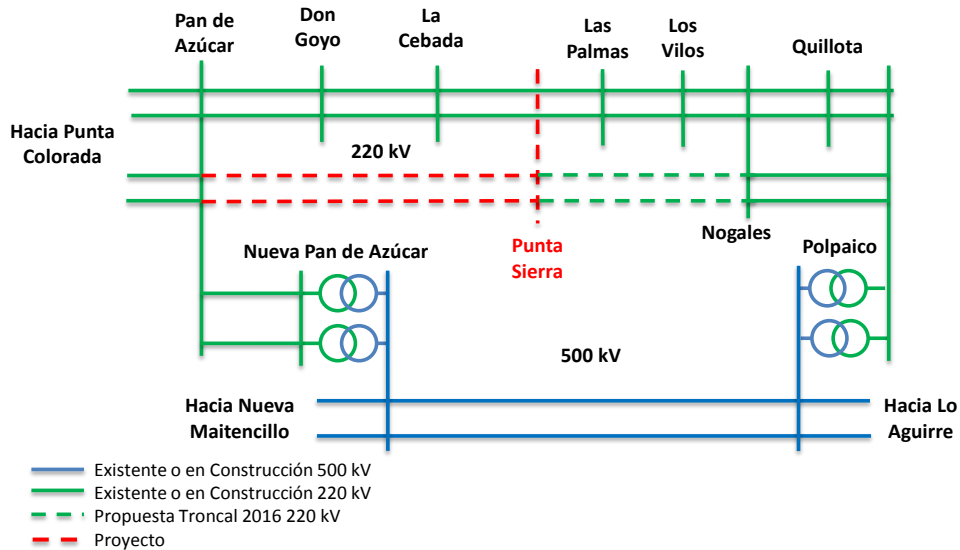 Pan de
Azúcar
Don
Goyo
La
Cebada
Las
Palmas
Los
Vilos
Quillota
Hacia Punta
Colorada
220 kV
Punta
Sierra
Nogales
Nueva Pan de Azúcar
Polpaico
500 kV
Hacia Nueva
Maitencillo
Hacia Lo
Aguirre
Existente o en Construcción 500 kV
Existente o en Construcción 220 kV
Propuesta Troncal 2016 220 kV
Proyecto